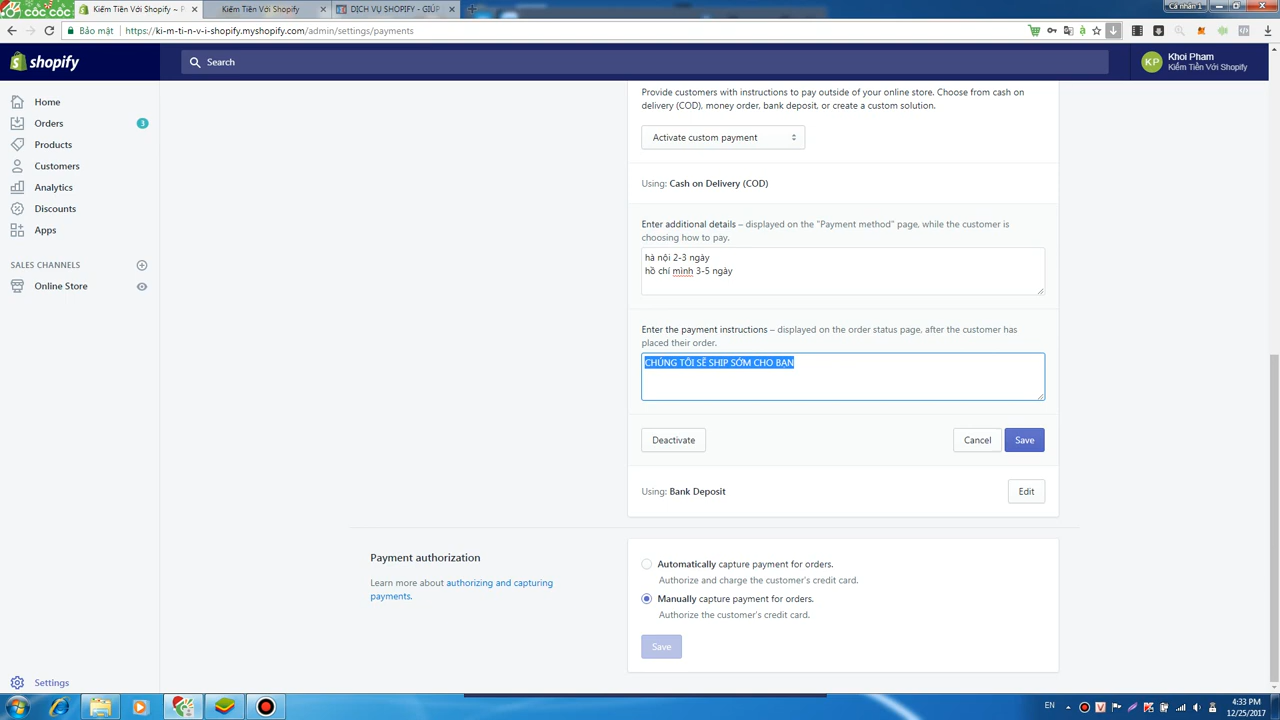 CỐC CỐC
Kiếm Tiền Với Shopify ~ P
Kiếm Tiền Với Shopify
DỊCH VỤ SHOPIFY - GIÚP
Cá nhân 1
Bảo mật
https://ki-m-ti-n-v-i-shopify.myshopify.com/admin/settings/payments
shopify
Search
KP
Khoi Pham
Kiếm Tiền Với Shopify
Home
Orders
3
Products
Customers
Analytics
Discounts
Apps
SALES CHANNELS
Online Store
Settings
Provide customers with instructions to pay outside of your online store. Choose from cash on
delivery (COD), money order, bank deposit, or create a custom solution.
Activate custom payment
Using: Cash on Delivery (COD)
Enter additional details – displayed on the "Payment method" page, while the customer is
choosing how to pay.
hà nội 2-3 ngày
hồ chí mình 3-5 ngày
Enter the payment instructions – displayed on the order status page, after the customer has
placed their order.
CHÚNG TÔI SẼ SHIP SỚM CHO BẠN
Deactivate
Cancel
Save
Using: Bank Deposit
Edit
Payment authorization
Learn more about authorizing and capturing
payments.
Automatically capture payment for orders.
Authorize and charge the customer's credit card.
Manually capture payment for orders.
Authorize the customer's credit card.
Save
EN
4:33 PM
12/25/2017